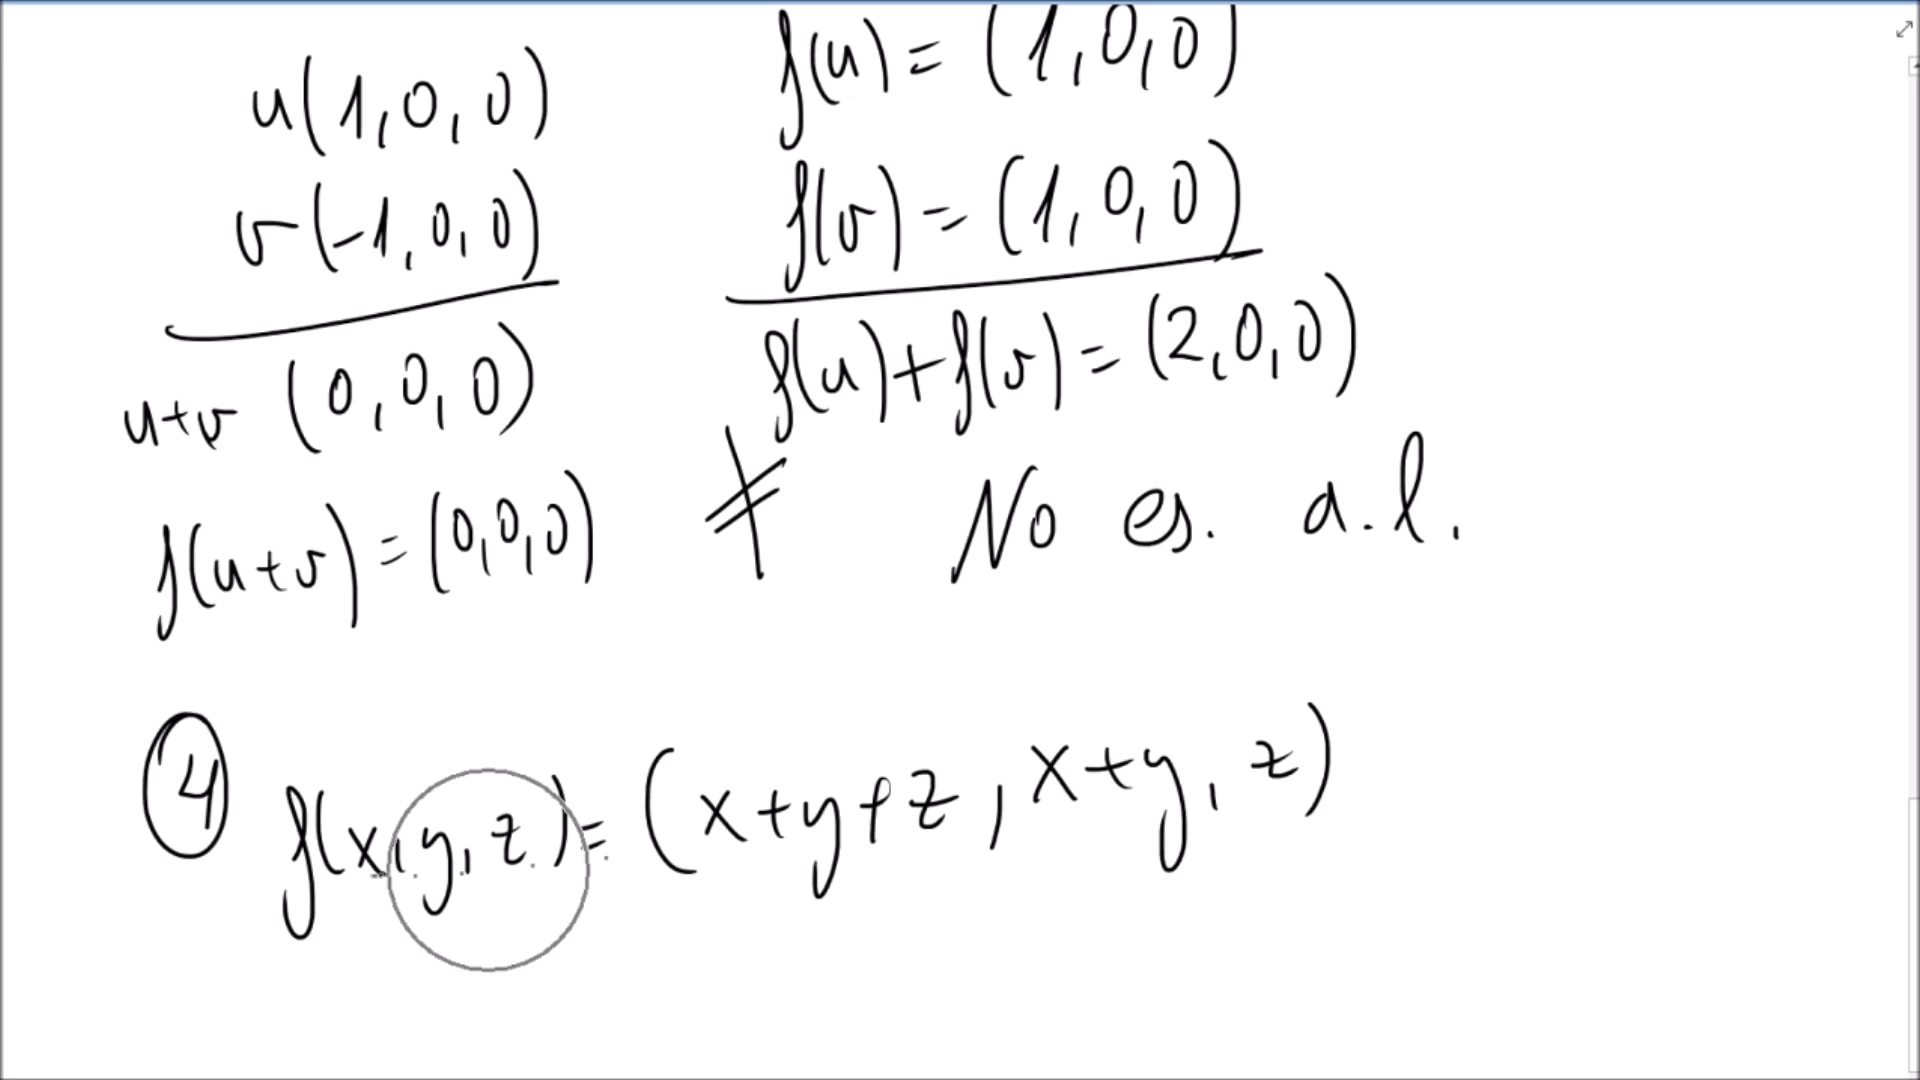 u(1,0,0)
v(-1,0,0)
u+v (0,0,0)
f(u+v)=(0,0,0)
f(u)=(1,0,0)
f(v)=(1,0,0)
f(u)+f(v)=(2,0,0)
≠ No es. a.l.
4 f(x,y,z)=(x+y+z,x+y,z)